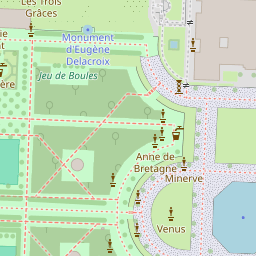 Les Trois
Grâces
Monument
d'Eugène
Delacroix
Jeu de Boules
Anne de
Bretagne
Minerve
Venus